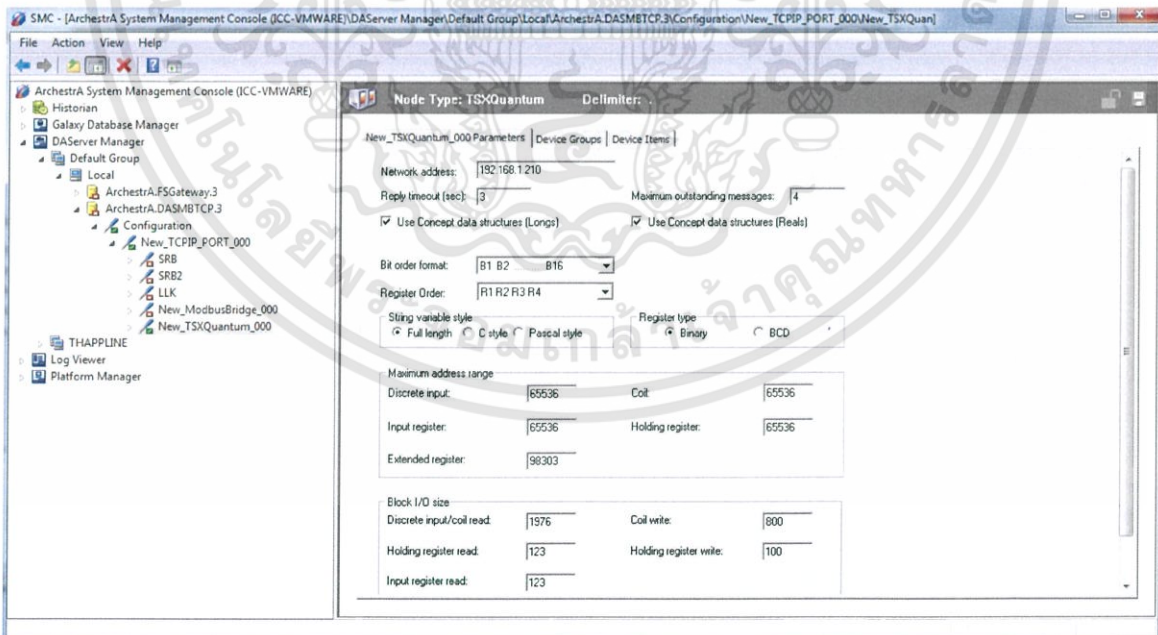 SMC - [ArchestrA System Management Console (ICC-VMWARE)\DAServer Manager\Default Group\Local\ArchestrA.DASMBTCP.3\Configuration\New_TCPIP_PORT_000\New_TSXQuan]
File Action View Help
ArchestrA System Management Console (ICC-VMWARE)
Historian
Galaxy Database Manager
DAServer Manager
Default Group
Local
ArchestrA.FSGateway.3
ArchestrA.DASMBTCP.3
Configuration
New_TCPIP_PORT_000
SRB
SRB2
LLK
New_ModbusBridge_000
New_TSXQuantum_000
THAPPLINE
Log Viewer
Platform Manager
Node Type: TSXQuantum Delimiter: .
New_TSXQuantum_000 Parameters Device Groups Device Items
Network address: 192.168.1.210
Reply timeout (sec): 3 Maximum outstanding messages: 4
Use Concept data structures (Longs) Use Concept data structures (Reals)
Bit order format: B1 B2 ... B16
Register Order: R1 R2 R3 R4
String variable style Register type
Full length C style Pascal style Binary BCD
Maximum address range
Discrete input: 65536 Coil: 65536
Input register: 65536 Holding register: 65536
Extended register: 98303
Block I/O size
Discrete input/coil read: 1976 Coil write: 800
Holding register read: 123 Holding register write: 100
Input register read: 123